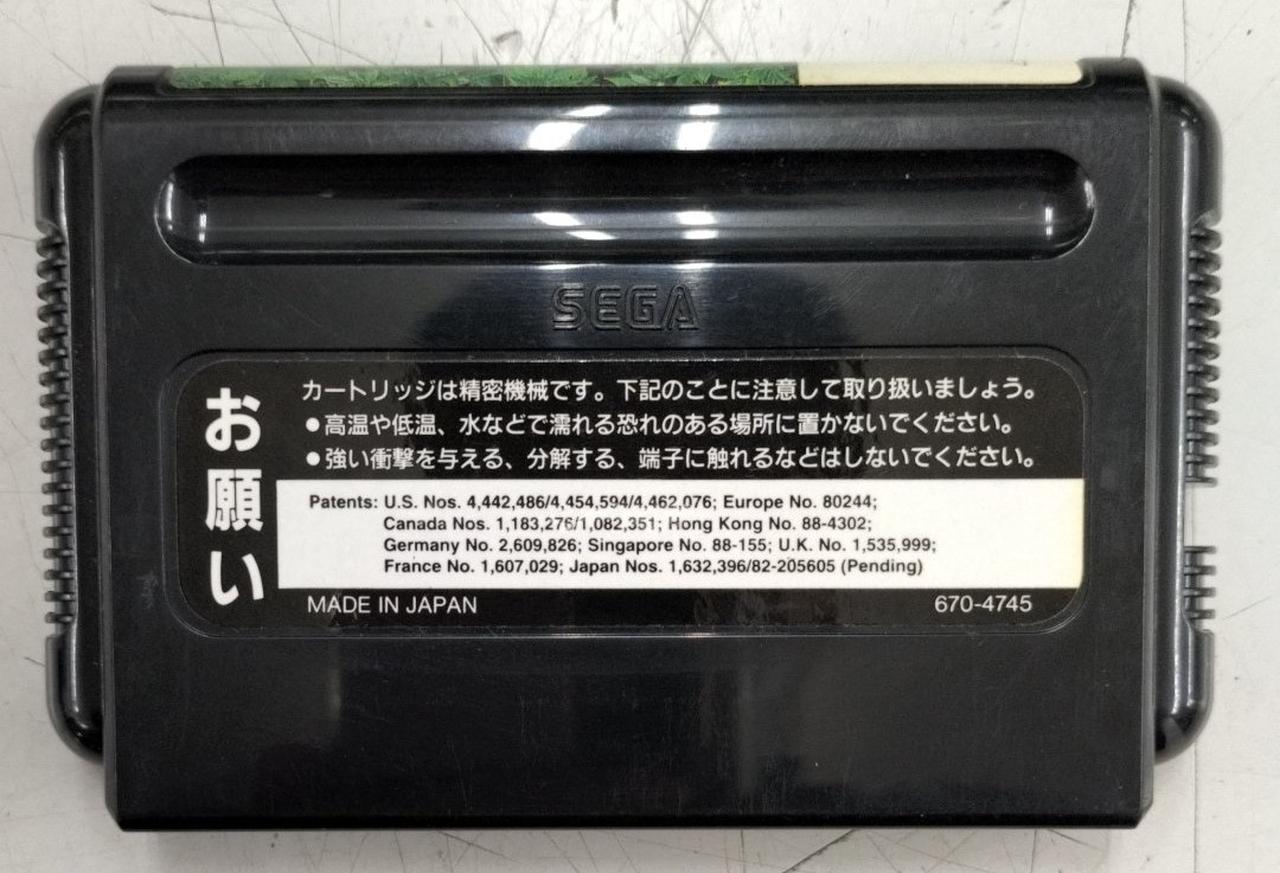 SEGA
お願い
カートリッジは精密機械です。下記のことに注意して取り扱いましょう。
●高温や低温、水などで濡れる恐れのある場所に置かないでください。
●強い衝撃を与える、分解する、端子に触れるなどはしないでください。
Patents: U.S. Nos. 4,442,486/4,454,594/4,462,076; Europe No. 80244;
Canada Nos. 1,183,276/1,082,351; Hong Kong No. 88-4302;
Germany No. 2,609,826; Singapore No. 88-155; U.K. No. 1,535,999;
France No. 1,607,029; Japan Nos. 1,632,396/82-205605 (Pending)
MADE IN JAPAN 670-4745